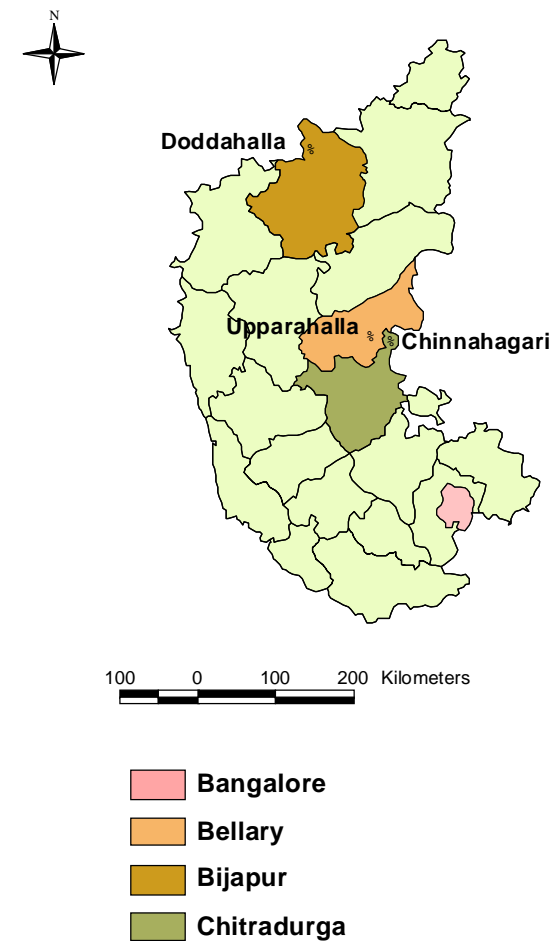 N
Doddahalla
Upparahalla
Chinnahagari
100 0 100 200 Kilometers
Bangalore
Bellary
Bijapur
Chitradurga